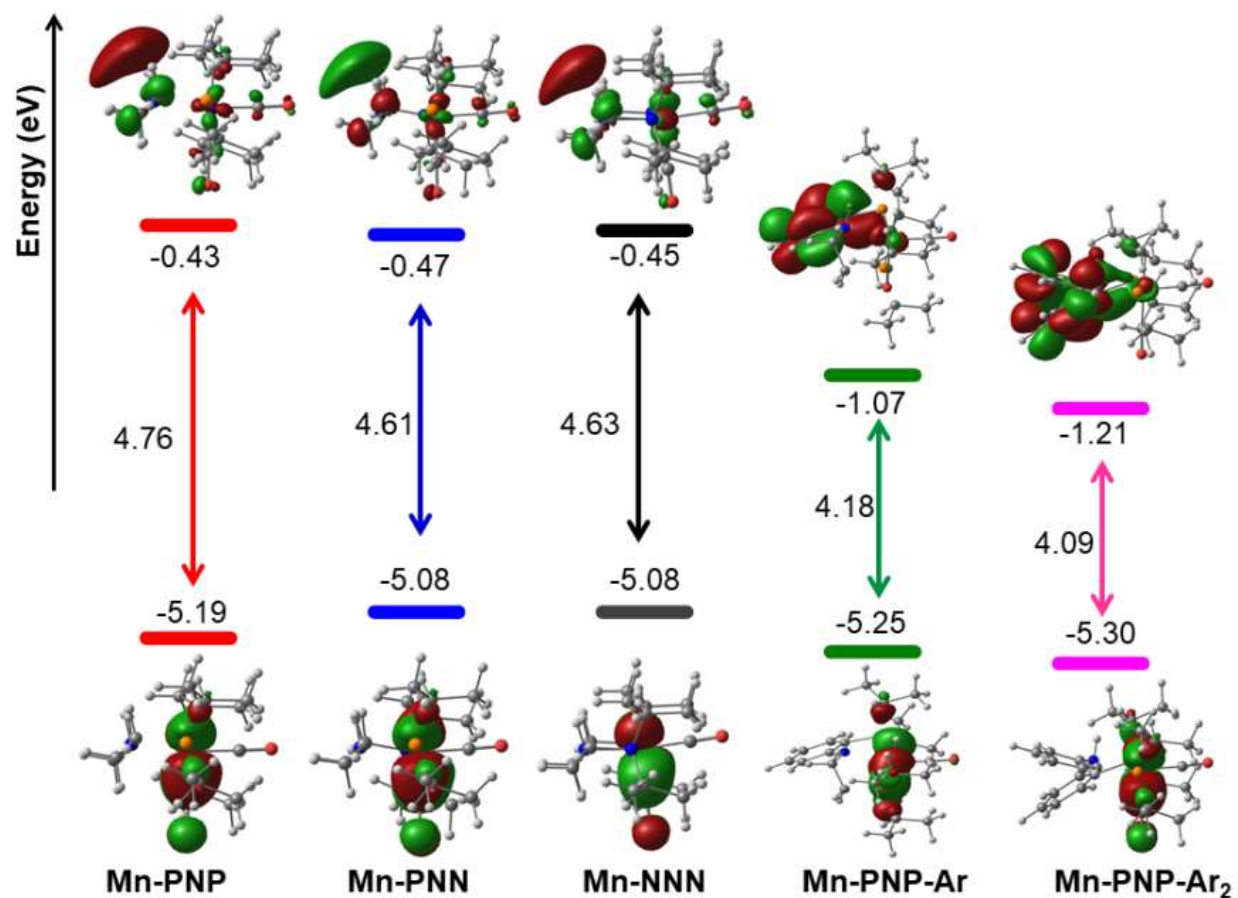 Energy (eV)
-0.43
-0.47
-0.45
-1.07
-1.21
4.76
4.61
4.63
4.18
4.09
-5.19
-5.08
-5.08
-5.25
-5.30
Mn-PNP
Mn-PNN
Mn-NNN
Mn-PNP-Ar
Mn-PNP-Ar₂